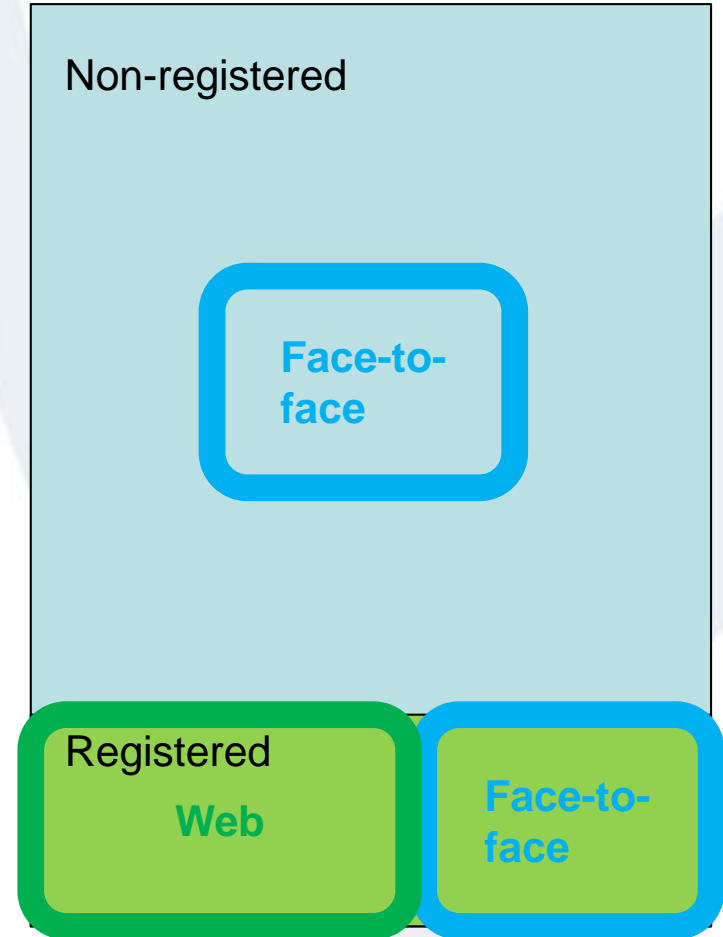 Non-registered
Face-to-
face
Registered
Web
Face-to-
face